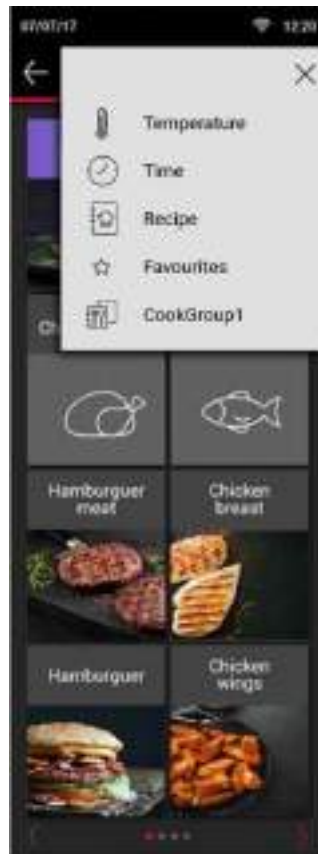 07/07/17 12:20
Temperature
Time
Recipe
Favourites
CookGroup1
Hamburguer
meat
Chicken
breast
Hamburguer
Chicken
wings